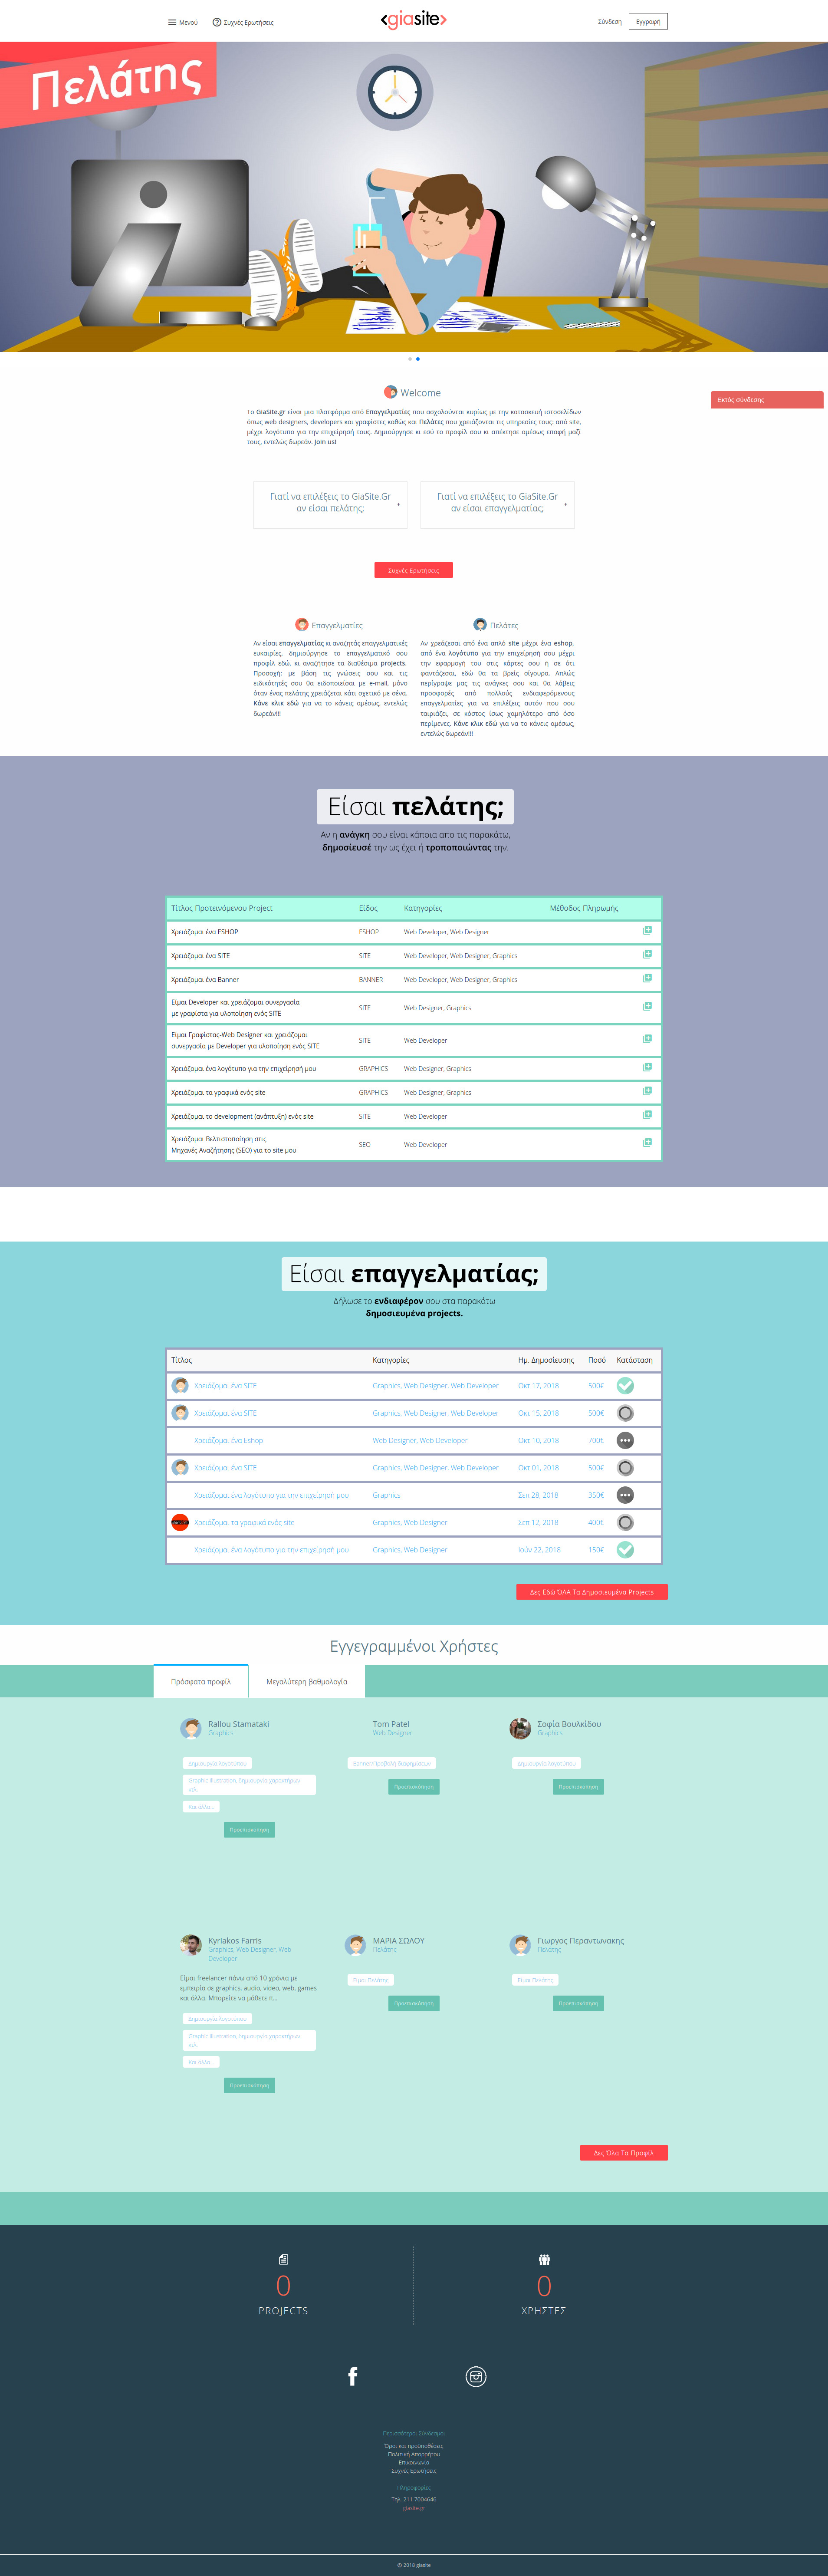 Μενού
Συχνές Ερωτήσεις
<giasite>
Σύνδεση
Εγγραφή
Πελάτης
Welcome
Εκτός σύνδεσης
Το GiaSite.gr είναι μια πλατφόρμα από Επαγγελματίες που ασχολούνται κυρίως με την κατασκευή ιστοσελίδων
όπως web designers, developers και γραφίστες καθώς και Πελάτες που χρειάζονται τις υπηρεσίες τους: από site,
μέχρι λογότυπο για την επιχείρησή τους. Δημιούργησε κι εσύ το προφίλ σου κι απέκτησε αμέσως επαφή μαζί
τους, εντελώς δωρεάν. Join us!
Γιατί να επιλέξεις το GiaSite.Gr
αν είσαι πελάτης;
Γιατί να επιλέξεις το GiaSite.Gr
αν είσαι επαγγελματίας;
Συχνές Ερωτήσεις
Επαγγελματίες
Αν είσαι επαγγελματίας κι αναζητάς επαγγελματικές
ευκαιρίες, δημιούργησε το επαγγελματικό σου
προφίλ εδώ, κι αναζήτησε τα διαθέσιμα projects.
Προσοχή: με βάση τις γνώσεις σου και τις
ειδικότητές σου θα ειδοποιείσαι με e-mail, μόνο
όταν ένας πελάτης χρειάζεται κάτι σχετικό με σένα.
Κάνε κλικ εδώ για να το κάνεις αμέσως, εντελώς
δωρεάν!!!
Πελάτες
Αν χρειάζεσαι από ένα απλό site μέχρι ένα eshop,
από ένα λογότυπο για την επιχείρησή σου μέχρι
την εφαρμογή του στις κάρτες σου ή σε ότι
φαντάζεσαι, εδώ θα τα βρείς σίγουρα. Απλώς
περίγραψε μας τις ανάγκες σου και θα λάβεις
προσφορές από πολλούς ενδιαφερόμενους
επαγγελματίες για να επιλέξεις αυτόν που σου
ταιριάζει, σε κόστος ίσως χαμηλότερο από όσο
περίμενες. Κάνε κλικ εδώ για να το κάνεις αμέσως,
εντελώς δωρεάν!!!
Είσαι πελάτης;
Αν η ανάγκη σου είναι κάποια απο τις παρακάτω,
δημοσίευσέ την ως έχει ή τροποποιώντας την.
Τίτλος Προτεινόμενου Project Είδος Κατηγορίες Μέθοδος Πληρωμής
Χρειάζομαι ένα ESHOP ESHOP Web Developer, Web Designer
Χρειάζομαι ένα SITE SITE Web Developer, Web Designer, Graphics
Χρειάζομαι ένα Banner BANNER Web Developer, Web Designer, Graphics
Είμαι Developer και χρειάζομαι συνεργασία
με γραφίστα για υλοποίηση ενός SITE SITE Web Designer, Graphics
Είμαι Γραφίστας-Web Designer και χρειάζομαι
συνεργασία με Developer για υλοποίηση ενός SITE SITE Web Developer
Χρειάζομαι ένα λογότυπο για την επιχείρησή μου GRAPHICS Web Designer, Graphics
Χρειάζομαι τα γραφικά ενός site GRAPHICS Web Designer, Graphics
Χρειάζομαι το development (ανάπτυξη) ενός site SITE Web Developer
Χρειάζομαι Βελτιστοποίηση στις
Μηχανές Αναζήτησης (SEO) για το site μου SEO Web Developer
Είσαι επαγγελματίας;
Δήλωσε το ενδιαφέρον σου στα παρακάτω
δημοσιευμένα projects.
Τίτλος Κατηγορίες Ημ. Δημοσίευσης Ποσό Κατάσταση
Χρειάζομαι ένα SITE Graphics, Web Designer, Web Developer Οκτ 17, 2018 500€
Χρειάζομαι ένα SITE Graphics, Web Designer, Web Developer Οκτ 15, 2018 500€
Χρειάζομαι ένα Eshop Web Designer, Web Developer Οκτ 10, 2018 700€
Χρειάζομαι ένα SITE Graphics, Web Designer, Web Developer Οκτ 01, 2018 500€
Χρειάζομαι ένα λογότυπο για την επιχείρησή μου Graphics Σεπ 28, 2018 350€
Χρειάζομαι τα γραφικά ενός site Graphics, Web Designer Σεπ 12, 2018 400€
Χρειάζομαι ένα λογότυπο για την επιχείρησή μου Graphics, Web Designer Ιούν 22, 2018 150€
Δες Εδώ ΌΛΑ Τα Δημοσιευμένα Projects
Εγγεγραμμένοι Χρήστες
Πρόσφατα προφίλ
Μεγαλύτερη βαθμολογία
Rallou Stamataki
Graphics
Δημιουργία λογοτύπου
Graphic Illustration, δημιουργία χαρακτήρων
κελ.
Και άλλα...
Προεπισκόπηση
Tom Patel
Web Designer
Banner/Προβολή διαφημίσεων
Προεπισκόπηση
Σοφία Βουλκίδου
Graphics
Δημιουργία λογοτύπου
Προεπισκόπηση
Kyriakos Farris
Graphics, Web Designer, Web
Developer
Είμαι freelancer πάνω από 10 χρόνια με
εμπειρία σε graphics, audio, video, web, games
και άλλα. Μπορείτε να μάθετε π...
Δημιουργία λογοτύπου
Graphic Illustration, δημιουργία χαρακτήρων
κελ.
Και άλλα...
Προεπισκόπηση
ΜΑΡΙΑ ΣΩΛΟΥ
Πελάτης
Είμαι Πελάτης
Προεπισκόπηση
Γιωργος Περαντωνακης
Πελάτης
Είμαι Πελάτης
Προεπισκόπηση
Δες Όλα Τα Προφίλ
0
PROJECTS
0
ΧΡΗΣΤΕΣ
Περισσότεροι Σύνδεσμοι
Όροι και προϋποθέσεις
Πολιτική Απορρήτου
Επικοινωνία
Συχνές Ερωτήσεις
Πληροφορίες
Τηλ. 211 7004646
giasite.gr
@ 2018 giasite